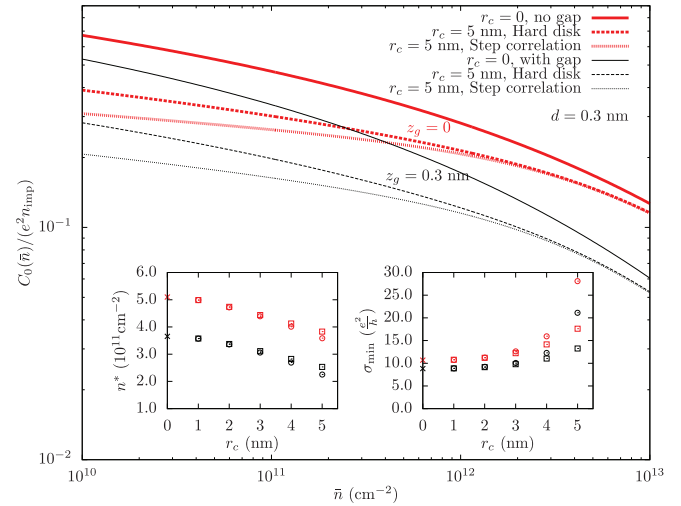 r_c = 0, no gap
r_c = 5 nm, Hard disk
r_c = 5 nm, Step correlation
r_c = 0, with gap
r_c = 5 nm, Hard disk
r_c = 5 nm, Step correlation
d = 0.3 nm
z_g = 0
z_g = 0.3 nm
C_0(n̄)/(e^2 n_imp)
10^{-1}
10^{-2}
6.0
5.0
4.0
3.0
2.0
1.0
n* (10^{11}cm^{-2})
0 1 2 3 4 5
r_c (nm)
30.0
25.0
20.0
15.0
10.0
5.0
0.0
σ_min (e^2/h)
0 1 2 3 4 5
r_c (nm)
10^{10} 10^{11} 10^{12} 10^{13}
n̄ (cm^{-2})